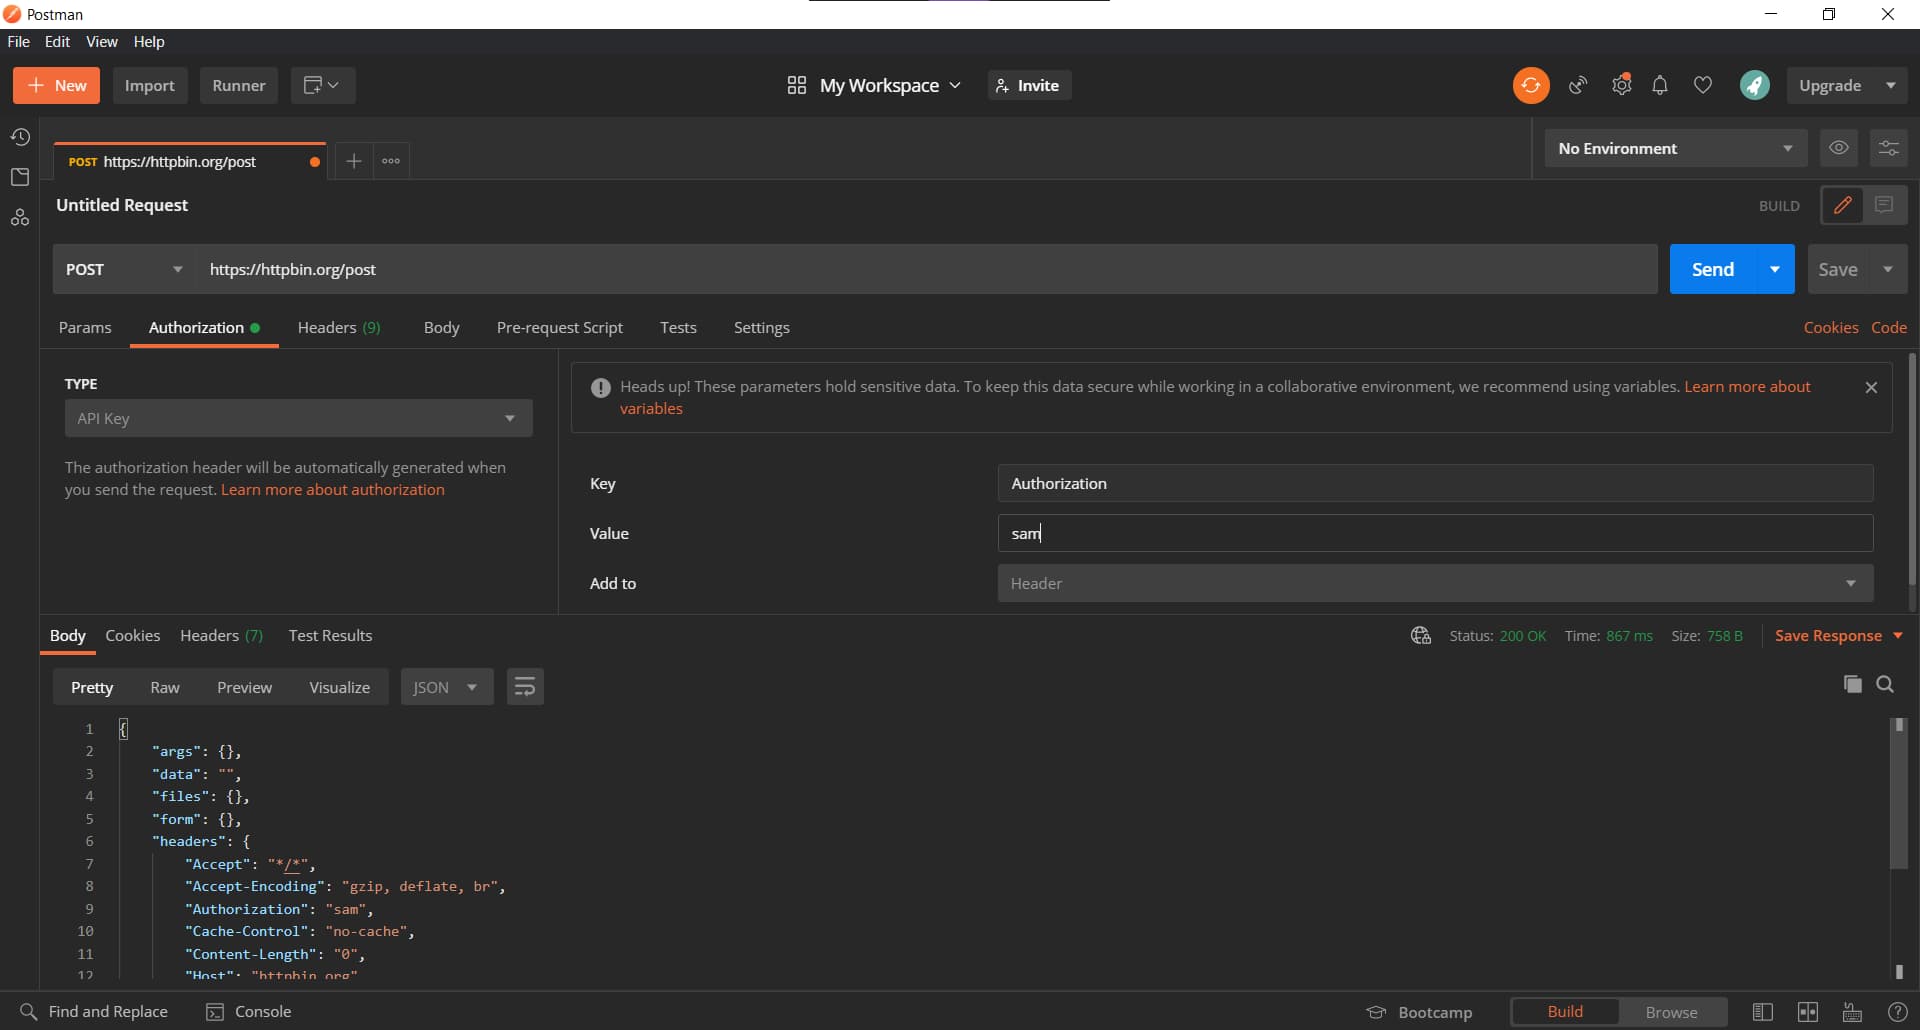 Postman
File Edit View Help
+ New Import Runner My Workspace Invite Upgrade
POST https://httpbin.org/post No Environment
Untitled Request BUILD
POST https://httpbin.org/post Send Save
Params Authorization Headers (9) Body Pre-request Script Tests Settings Cookies Code
TYPE
API Key
The authorization header will be automatically generated when
you send the request. Learn more about authorization
Heads up! These parameters hold sensitive data. To keep this data secure while working in a collaborative environment, we recommend using variables. Learn more about
variables
Key Authorization
Value sam
Add to Header
Body Cookies Headers (7) Test Results Status: 200 OK Time: 867 ms Size: 758 B Save Response
Pretty Raw Preview Visualize JSON
1 {
2 "args": {},
3 "data": "",
4 "files": {},
5 "form": {},
6 "headers": {
7 "Accept": "*/*",
8 "Accept-Encoding": "gzip, deflate, br",
9 "Authorization": "sam",
10 "Cache-Control": "no-cache",
11 "Content-Length": "0",
12 "Host": "httpbin.org"
Find and Replace Console Bootcamp Build Browse